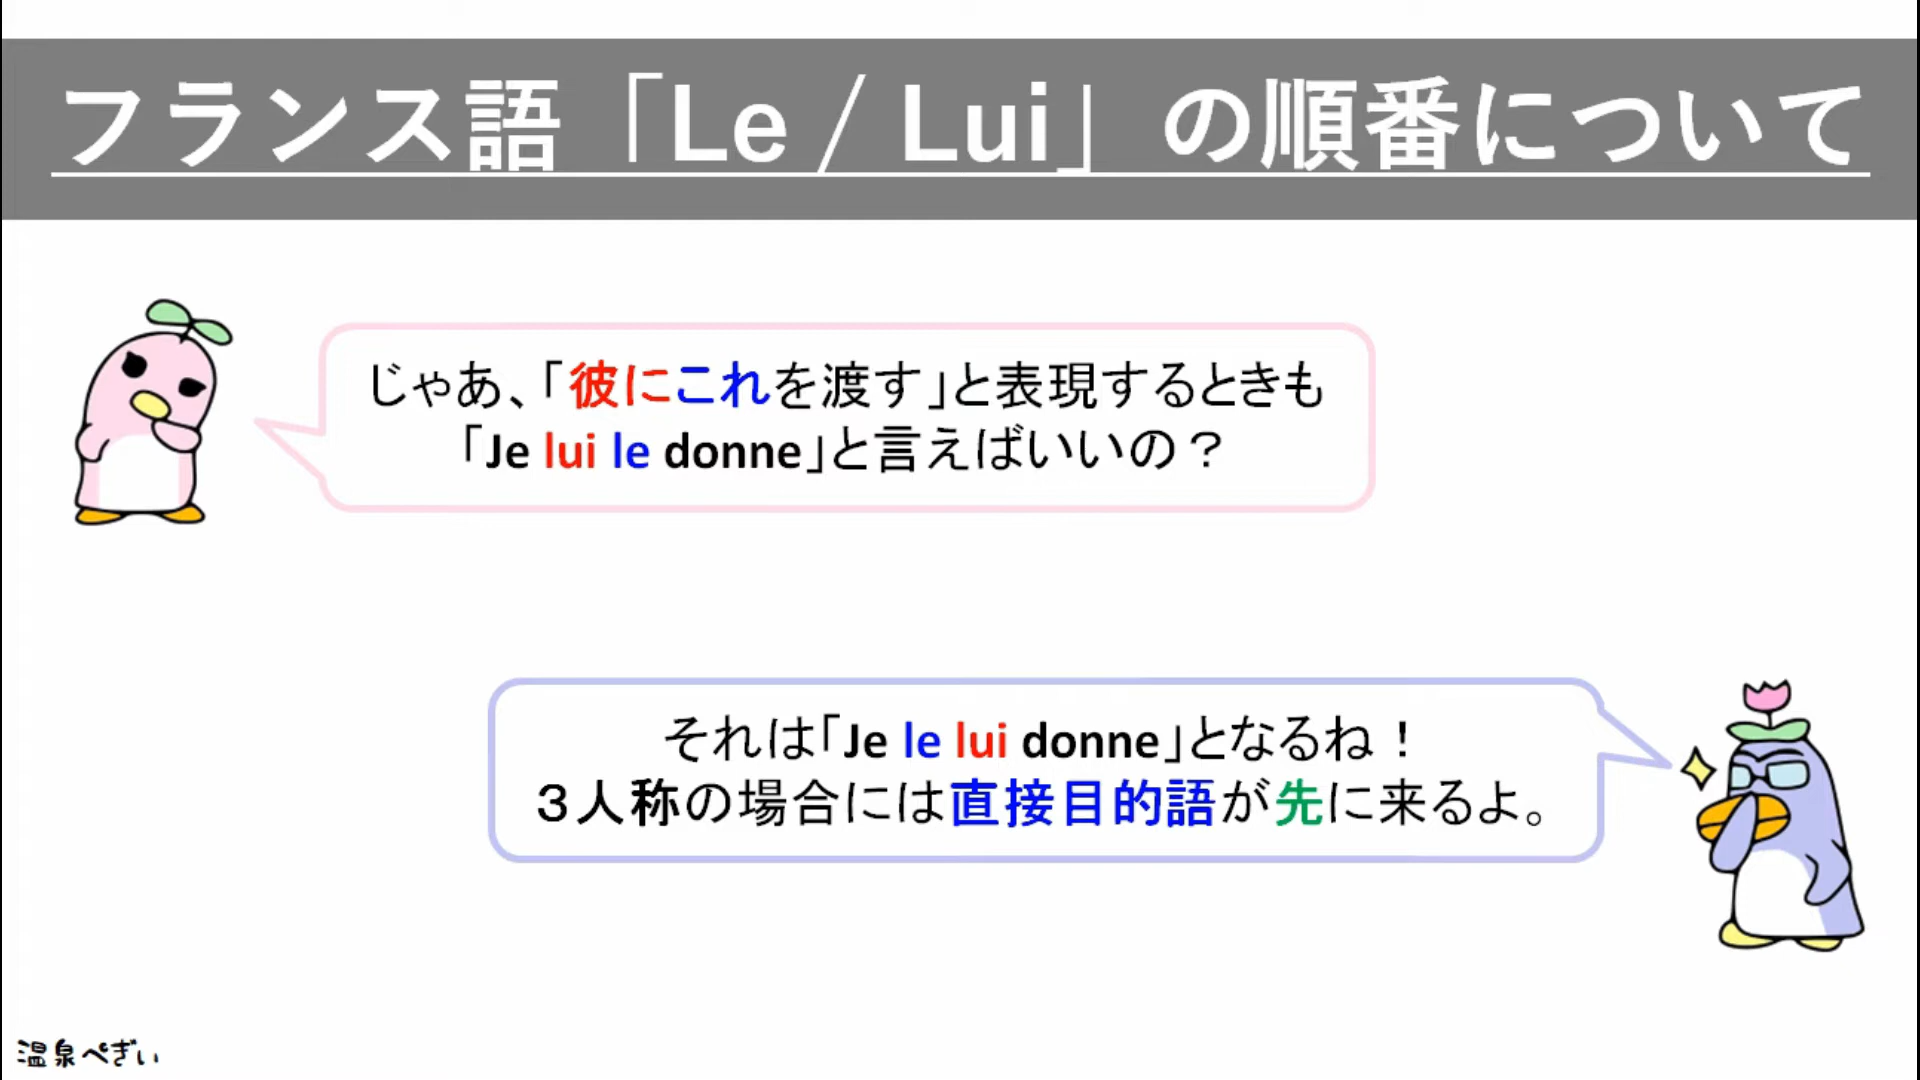 フランス語「Le / Lui」の順番について
じゃあ、「彼にこれを渡す」と表現するときも
「Je lui le donne」と言えばいいの？
それは「Je le lui donne」となるね！
３人称の場合には直接目的語が先に来るよ。
温泉ぺぎぃ